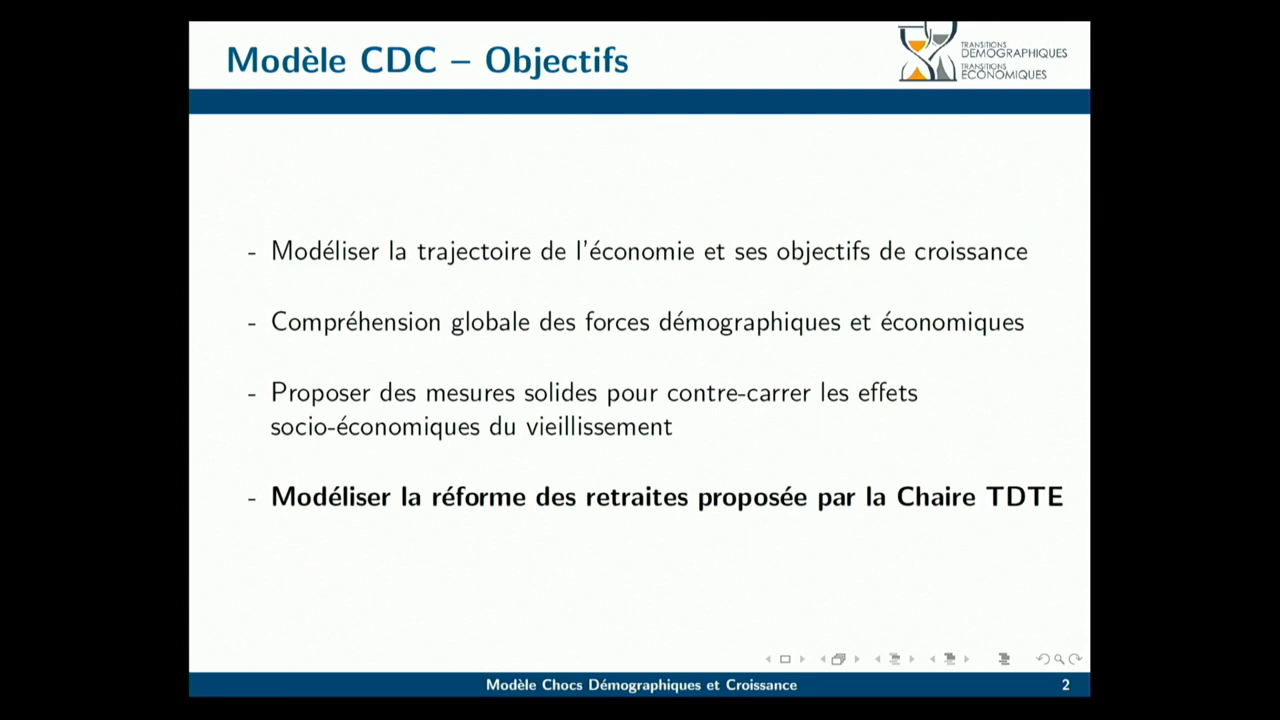 Modèle CDC – Objectifs
TRANSITIONS
DÉMOGRAPHIQUES
TRANSITIONS
ÉCONOMIQUES
- Modéliser la trajectoire de l'économie et ses objectifs de croissance
- Compréhension globale des forces démographiques et économiques
- Proposer des mesures solides pour contre-carrer les effets
socio-économiques du vieillissement
- Modéliser la réforme des retraites proposée par la Chaire TDTE
Modèle Chocs Démographiques et Croissance
2